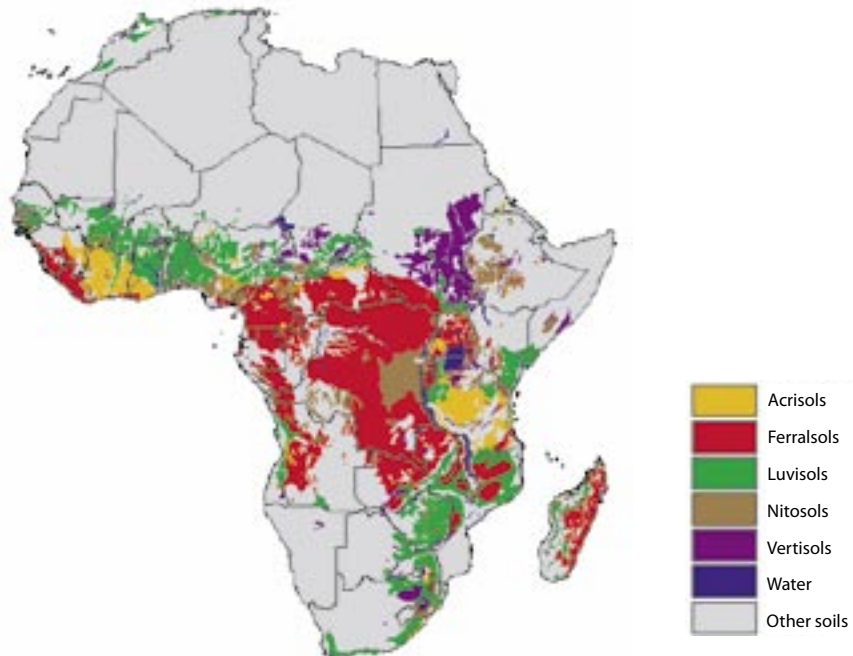 Acrisols
Ferralsols
Luvisols
Nitosols
Vertisols
Water
Other soils